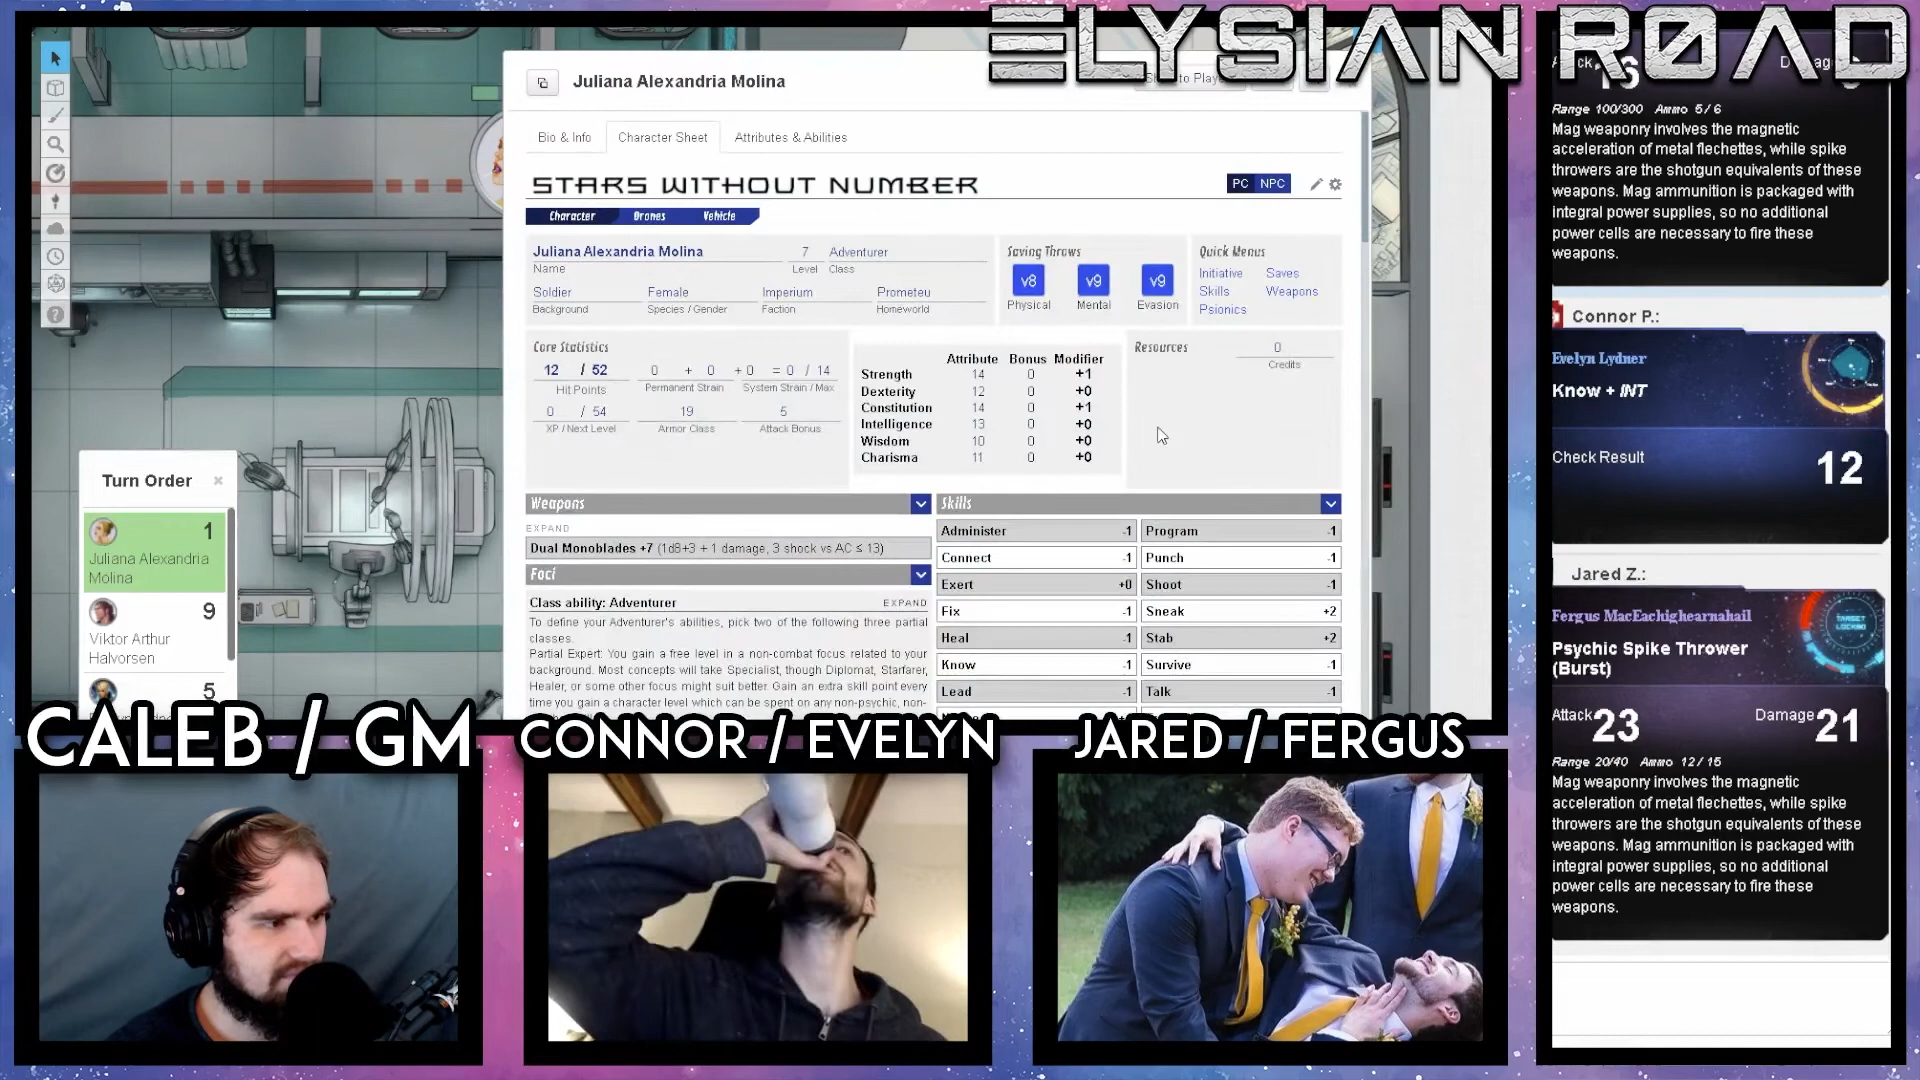 ELYSIAN RØAD
Juliana Alexandria Molina
Bio & Info
Character Sheet
Attributes & Abilities
STARS WITHOUT NUMBER
PC NPC
Character Drones Vehicle
Juliana Alexandria Molina
Name
7
Level
Adventurer
Class
Soldier
Background
Female
Species / Gender
Imperium
Faction
Prometeu
Homeworld
Saving Throws
v8 v9 v9
Physical Mental Evasion
Quick Menus
Initiative Saves
Skills Weapons
Psionics
Core Statistics
12 / 52
Hit Points
0 + 0 + 0 = 0 / 14
Permanent Strain System Strain / Max
0 / 54
XP / Next Level
19
Armor Class
5
Attack Bonus
Attribute Bonus Modifier
Strength 14 0 +1
Dexterity 12 0 +0
Constitution 14 0 +1
Intelligence 13 0 +0
Wisdom 10 0 +0
Charisma 11 0 +0
Resources
0
Credits
Weapons
EXPAND
Dual Monoblades +7 (1d8+3 + 1 damage, 3 shock vs AC ≤ 13)
Foci
Class ability: Adventurer EXPAND
To define your Adventurer's abilities, pick two of the following three partial
classes.
Partial Expert: You gain a free level in a non-combat focus related to your
background. Most concepts will take Specialist, though Diplomat, Starfarer,
Healer, or some other focus might suit better. Gain an extra skill point every
time you gain a character level which can be spent on any non-psychic, non-
Skills
Administer -1 Program -1
Connect -1 Punch -1
Exert +0 Shoot -1
Fix -1 Sneak +2
Heal -1 Stab +2
Know -1 Survive -1
Lead -1 Talk -1
Turn Order ×
1
Juliana Alexandria
Molina
9
Viktor Arthur
Halvorsen
5
Range 100/300 Ammo 5 / 6
Mag weaponry involves the magnetic
acceleration of metal flechettes, while spike
throwers are the shotgun equivalents of these
weapons. Mag ammunition is packaged with
integral power supplies, so no additional
power cells are necessary to fire these
weapons.
Connor P.:
Evelyn Lydner
Know + INT
Check Result 12
Jared Z.:
Fergus MacEachighearnahail
TARGET
LOCKED
Psychic Spike Thrower
(Burst)
Attack 23 Damage 21
Range 20/40 Ammo 12 / 15
Mag weaponry involves the magnetic
acceleration of metal flechettes, while spike
throwers are the shotgun equivalents of these
weapons. Mag ammunition is packaged with
integral power supplies, so no additional
power cells are necessary to fire these
weapons.
CALEB / GM
CONNOR / EVELYN
JARED / FERGUS